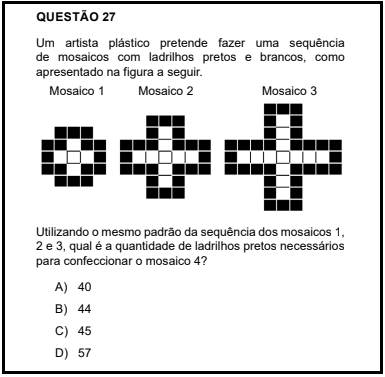 QUESTÃO 27
Um artista plástico pretende fazer uma sequência
de mosaicos com ladrilhos pretos e brancos, como
apresentado na figura a seguir.
Mosaico 1 Mosaico 2 Mosaico 3
Utilizando o mesmo padrão da sequência dos mosaicos 1,
2 e 3, qual é a quantidade de ladrilhos pretos necessários
para confeccionar o mosaico 4?
A) 40
B) 44
C) 45
D) 57